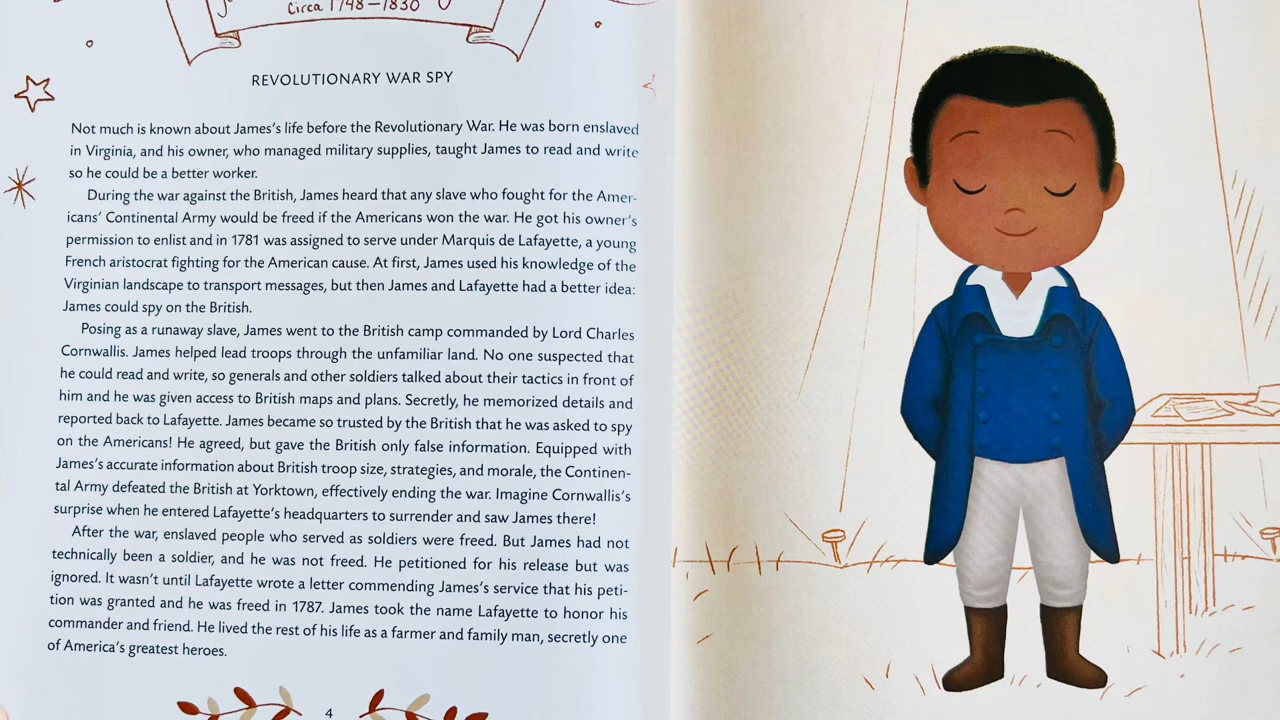 Circa 1748–1830
REVOLUTIONARY WAR SPY
Not much is known about James's life before the Revolutionary War. He was born enslaved
in Virginia, and his owner, who managed military supplies, taught James to read and write
so he could be a better worker.
During the war against the British, James heard that any slave who fought for the Amer-
icans' Continental Army would be freed if the Americans won the war. He got his owner's
permission to enlist and in 1781 was assigned to serve under Marquis de Lafayette, a young
French aristocrat fighting for the American cause. At first, James used his knowledge of the
Virginian landscape to transport messages, but then James and Lafayette had a better idea:
James could spy on the British.
Posing as a runaway slave, James went to the British camp commanded by Lord Charles
Cornwallis. James helped lead troops through the unfamiliar land. No one suspected that
he could read and write, so generals and other soldiers talked about their tactics in front of
him and he was given access to British maps and plans. Secretly, he memorized details and
reported back to Lafayette. James became so trusted by the British that he was asked to spy
on the Americans! He agreed, but gave the British only false information. Equipped with
James's accurate information about British troop size, strategies, and morale, the Continen-
tal Army defeated the British at Yorktown, effectively ending the war. Imagine Cornwallis's
surprise when he entered Lafayette's headquarters to surrender and saw James there!
After the war, enslaved people who served as soldiers were freed. But James had not
technically been a soldier, and he was not freed. He petitioned for his release but was
ignored. It wasn't until Lafayette wrote a letter commending James's service that his peti-
tion was granted and he was freed in 1787. James took the name Lafayette to honor his
commander and friend. He lived the rest of his life as a farmer and family man, secretly one
of America's greatest heroes.
4